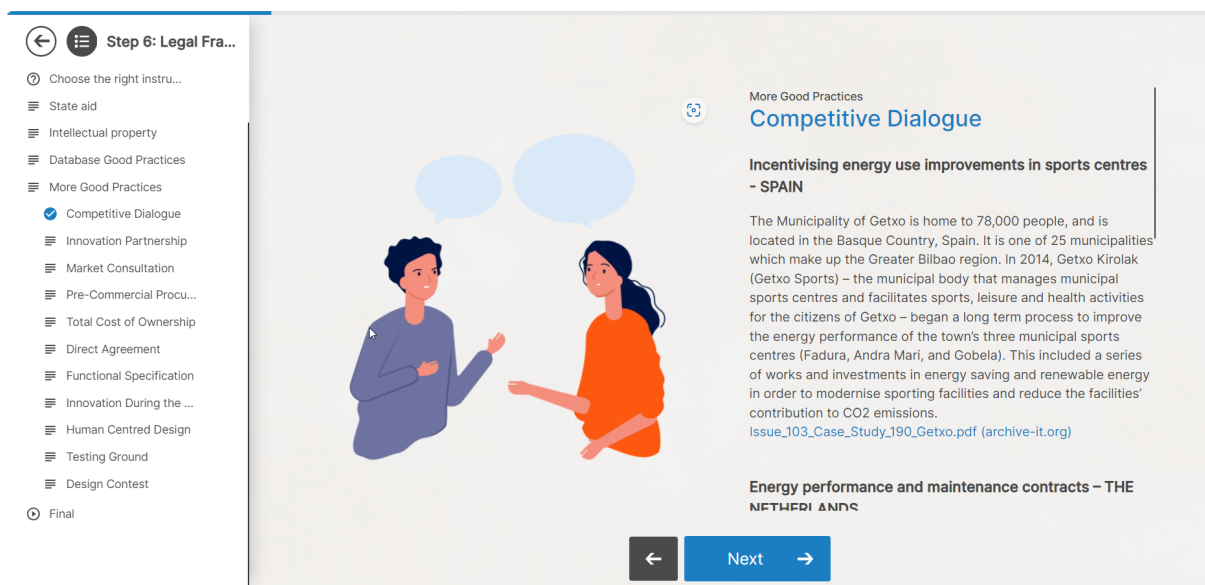 Step 6: Legal Fra...
Choose the right instru...
State aid
Intellectual property
Database Good Practices
More Good Practices
Competitive Dialogue
Innovation Partnership
Market Consultation
Pre-Commercial Procu...
Total Cost of Ownership
Direct Agreement
Functional Specification
Innovation During the ...
Human Centred Design
Testing Ground
Design Contest
Final
More Good Practices
Competitive Dialogue
Incentivising energy use improvements in sports centres
- SPAIN
The Municipality of Getxo is home to 78,000 people, and is
located in the Basque Country, Spain. It is one of 25 municipalities
which make up the Greater Bilbao region. In 2014, Getxo Kirolak
(Getxo Sports) – the municipal body that manages municipal
sports centres and facilitates sports, leisure and health activities
for the citizens of Getxo – began a long term process to improve
the energy performance of the town’s three municipal sports
centres (Fadura, Andra Mari, and Gobela). This included a series
of works and investments in energy saving and renewable energy
in order to modernise sporting facilities and reduce the facilities’
contribution to CO2 emissions.
Issue_103_Case_Study_190_Getxo.pdf (archive-it.org)
Energy performance and maintenance contracts – THE
NETHERLANDS
Next